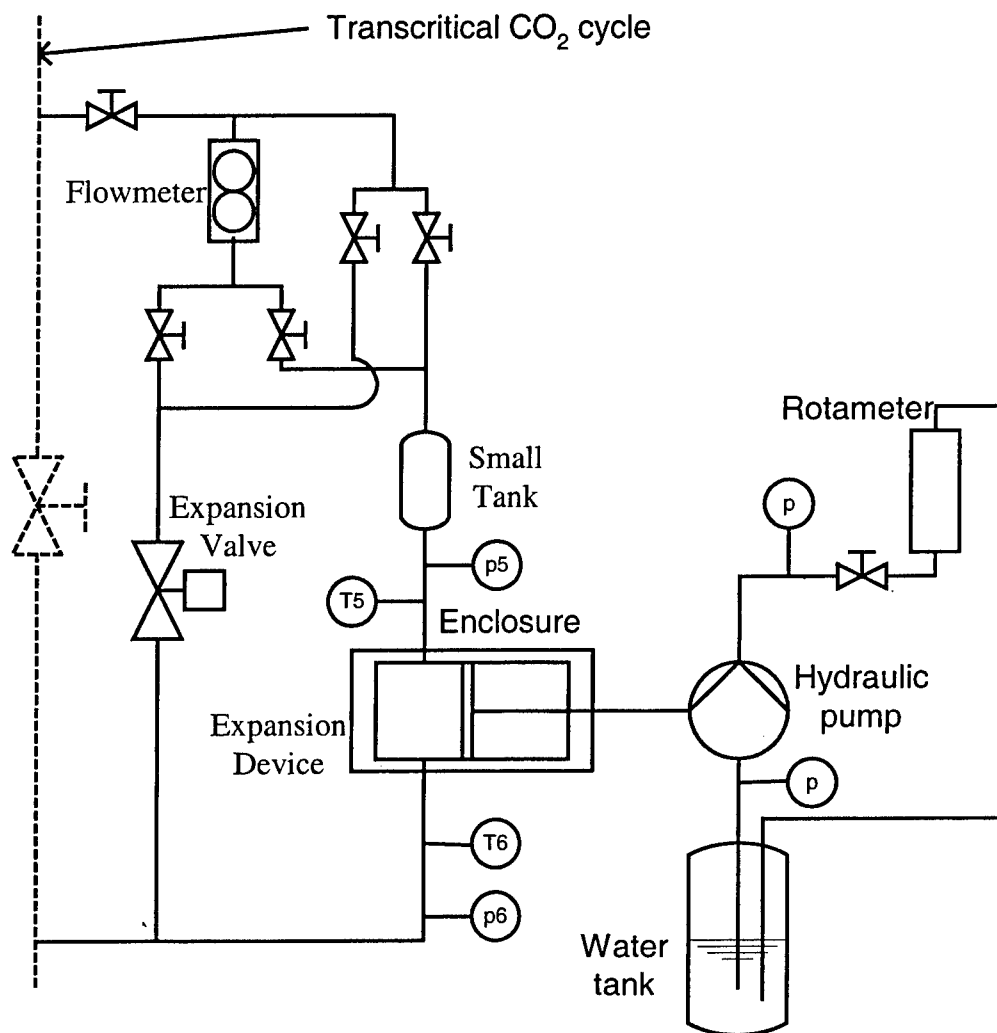 Transcritical CO₂ cycle
Flowmeter
Rotameter
Small
Tank
p
Expansion
Valve
p5
T5
Enclosure
Hydraulic
pump
Expansion
Device
p
T6
p6
Water
tank